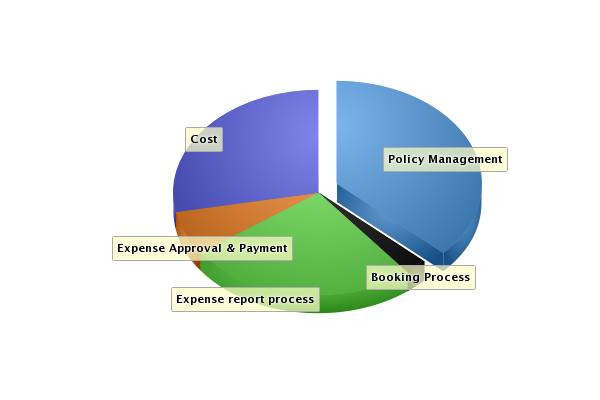 Cost
Policy Management
Expense Approval & Payment
Booking Process
Expense report process